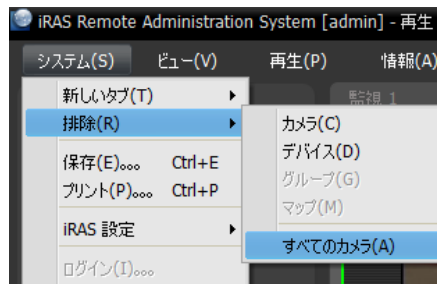 iRAS Remote Administration System [admin] - 再生
システム(S) ビュー(V) 再生(P) 情報(A)
新しいタブ(T)
監視 1
排除(R)
カメラ(C)
デバイス(D)
保存(E)... Ctrl+E
グループ(G)
プリント(P)... Ctrl+P
マップ(M)
iRAS 設定
すべてのカメラ(A)
ログイン(I)...